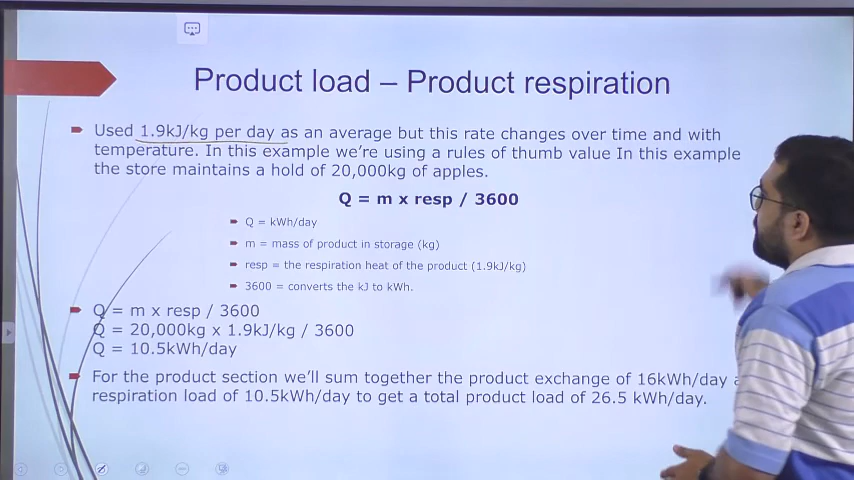 Product load – Product respiration
Used 1.9kJ/kg per day as an average but this rate changes over time and with
temperature. In this example we're using a rules of thumb value In this example
the store maintains a hold of 20,000kg of apples.
Q = m x resp / 3600
Q = kWh/day
m = mass of product in storage (kg)
resp = the respiration heat of the product (1.9kJ/kg)
3600 = converts the kJ to kWh.
Q = m x resp / 3600
Q = 20,000kg x 1.9kJ/kg / 3600
Q = 10.5kWh/day
For the product section we'll sum together the product exchange of 16kWh/day
respiration load of 10.5kWh/day to get a total product load of 26.5 kWh/day.